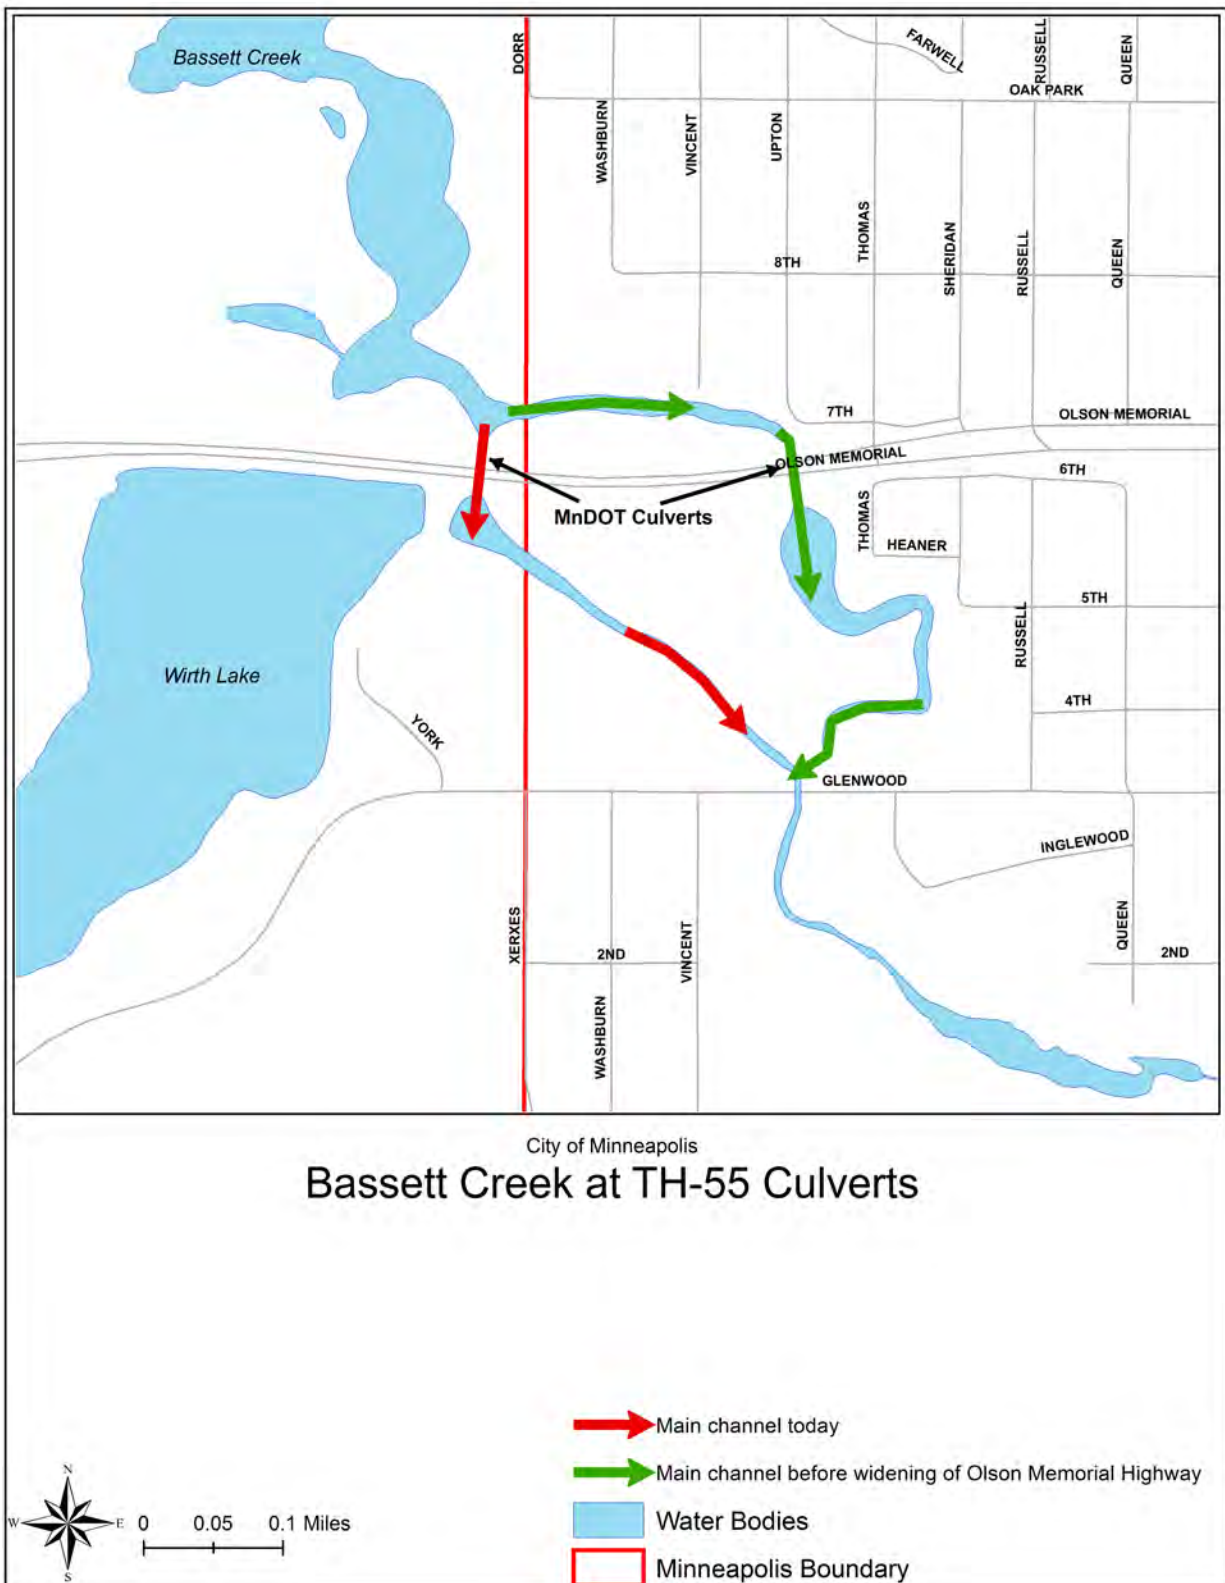 Bassett Creek
DORR
FARWELL
RUSSELL
QUEEN
OAK PARK
WASHBURN
VINCENT
UPTON
THOMAS
SHERIDAN
RUSSELL
QUEEN
8TH
7TH
OLSON MEMORIAL
OLSON MEMORIAL
6TH
MnDOT Culverts
THOMAS
HEANER
5TH
RUSSELL
Wirth Lake
4TH
YORK
GLENWOOD
INGLEWOOD
XERXES
2ND
VINCENT
QUEEN
2ND
WASHBURN
City of Minneapolis
Bassett Creek at TH-55 Culverts
Main channel today
Main channel before widening of Olson Memorial Highway
Water Bodies
Minneapolis Boundary
N
W
E
S
0 0.05 0.1 Miles